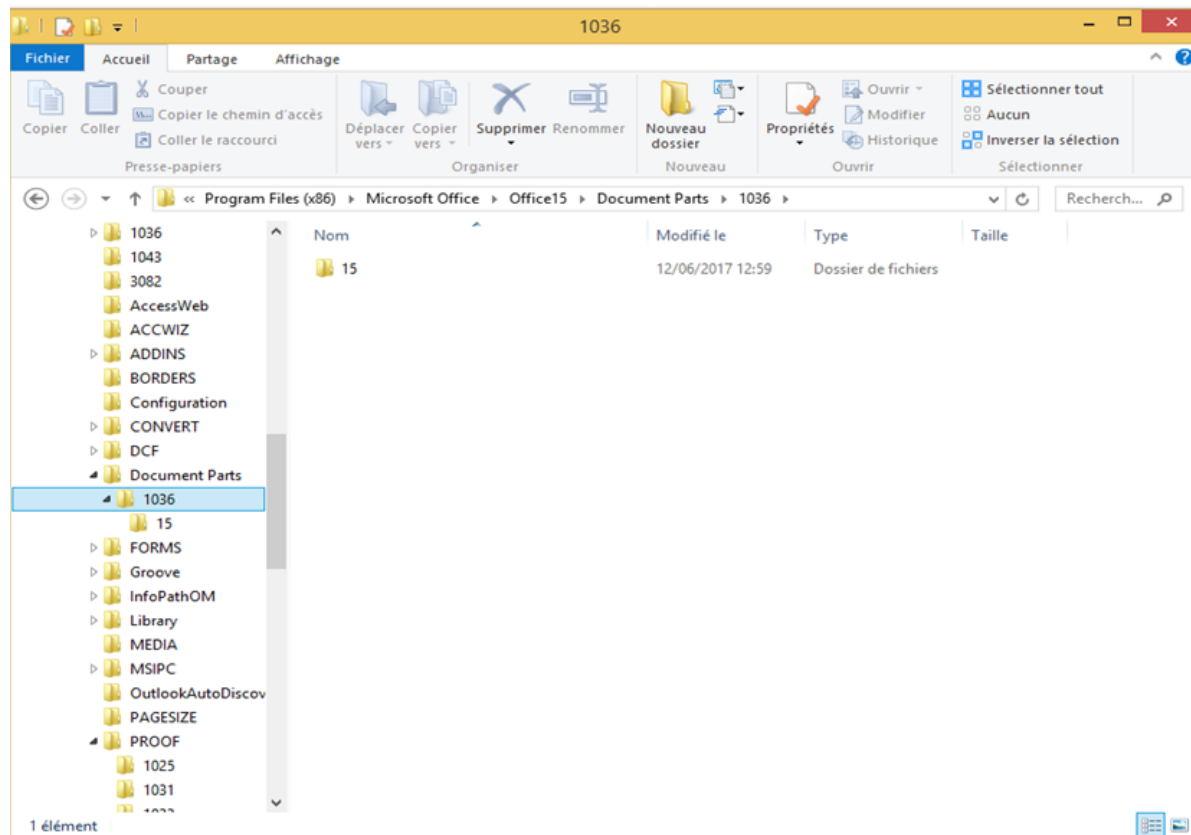 1036
Fichier Accueil Partage Affichage
Copier
Coller
Couper
Copier le chemin d'accès
Coller le raccourci
Presse-papiers
Déplacer vers
Copier vers
Supprimer
Renommer
Organiser
Nouveau dossier
Nouveau
Propriétés
Ouvrir
Modifier
Historique
Ouvrir
Sélectionner tout
Aucun
Inverser la sélection
Sélectionner
« Program Files (x86) Microsoft Office Office15 Document Parts 1036
Recherch...
1036
1043
3082
AccessWeb
ACCWIZ
ADDINS
BORDERS
Configuration
CONVERT
DCF
Document Parts
1036
15
FORMS
Groove
InfoPathOM
Library
MEDIA
MSIPC
OutlookAutoDiscov
PAGESIZE
PROOF
1025
1031
Nom Modifié le Type Taille
15 12/06/2017 12:59 Dossier de fichiers
1 élément